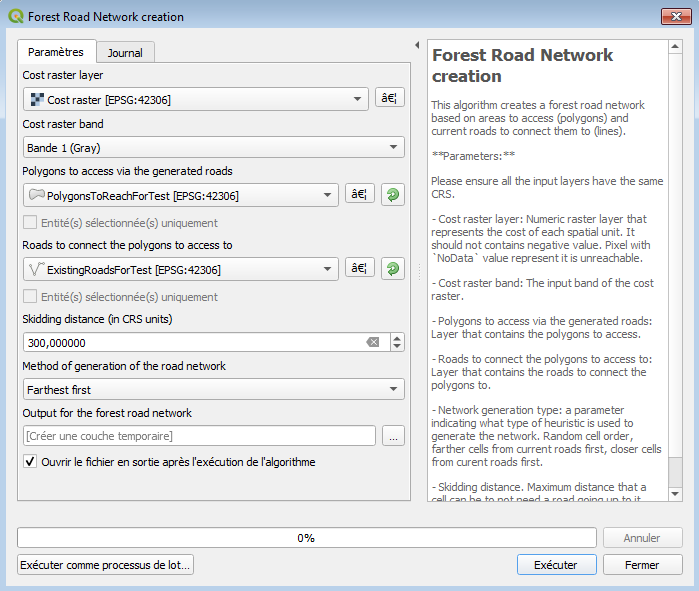 Forest Road Network creation
Paramètres
Journal
Cost raster layer
Cost raster [EPSG:42306]
â€¦
Cost raster band
Bande 1 (Gray)
Polygons to access via the generated roads
PolygonsToReachForTest [EPSG:42306]
â€¦
Entité(s) sélectionnée(s) uniquement
Roads to connect the polygons to access to
ExistingRoadsForTest [EPSG:42306]
â€¦
Entité(s) sélectionnée(s) uniquement
Skidding distance (in CRS units)
300,000000
Method of generation of the road network
Farthest first
Output for the forest road network
[Créer une couche temporaire]
...
Ouvrir le fichier en sortie après l'exécution de l'algorithme
Forest Road Network
creation
This algorithm creates a forest road network
based on areas to access (polygons) and
current roads to connect them to (lines).
**Parameters:**
Please ensure all the input layers have the same
CRS.
- Cost raster layer: Numeric raster layer that
represents the cost of each spatial unit. It
should not contains negative value. Pixel with
`NoData` value represent it is unreachable.
- Cost raster band: The input band of the cost
raster.
- Polygons to access via the generated roads:
Layer that contains the polygons to access.
- Roads to connect the polygons to access to:
Layer that contains the roads to connect the
polygons to.
- Network generation type: a parameter
indicating what type of heuristic is used to
generate the network. Random cell order,
farther cells from current roads first, closer cells
from curent roads first.
- Skidding distance. Maximum distance that a
cell can be to not need a road going up to it
0%
Annuler
Exécuter comme processus de lot...
Exécuter
Fermer